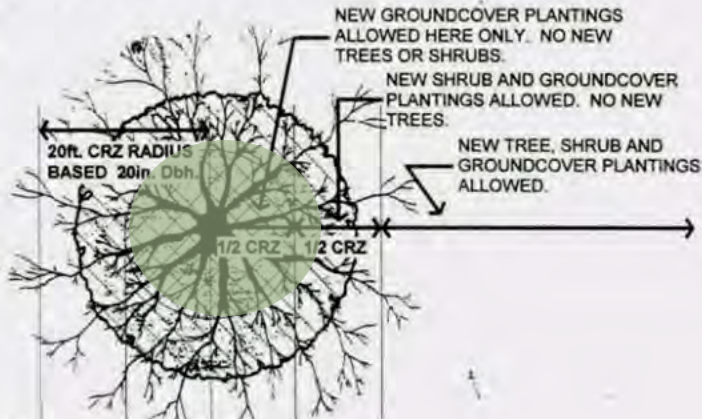 NEW GROUNDCOVER PLANTINGS
ALLOWED HERE ONLY. NO NEW
TREES OR SHRUBS.
NEW SHRUB AND GROUNDCOVER
PLANTINGS ALLOWED. NO NEW
TREES.
NEW TREE, SHRUB AND
GROUNDCOVER PLANTINGS
ALLOWED.
20ft. CRZ RADIUS
BASED 20in. Dbh.
1/2 CRZ
1/2 CRZ